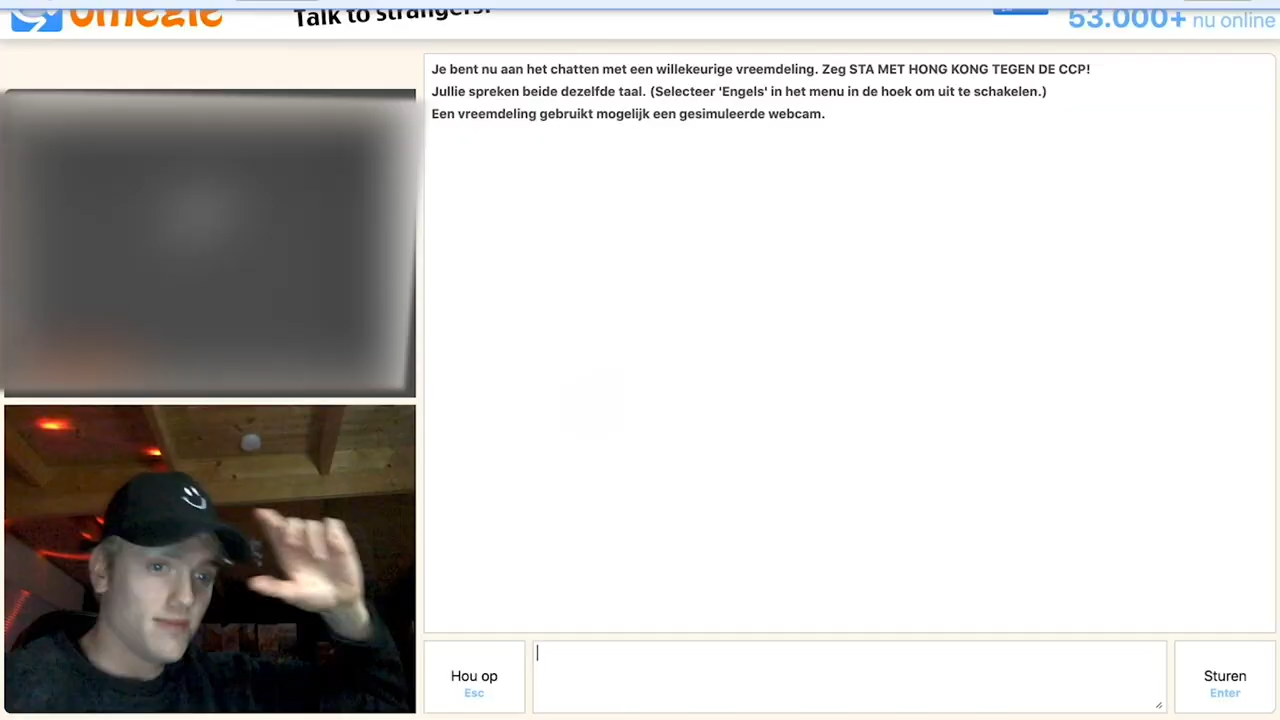 omegle
Talk to strangers!
53.000+ nu online
Je bent nu aan het chatten met een willekeurige vreemdeling. Zeg STA MET HONG KONG TEGEN DE CCP!
Jullie spreken beide dezelfde taal. (Selecteer 'Engels' in het menu in de hoek om uit te schakelen.)
Een vreemdeling gebruikt mogelijk een gesimuleerde webcam.
Hou op
Esc
Sturen
Enter